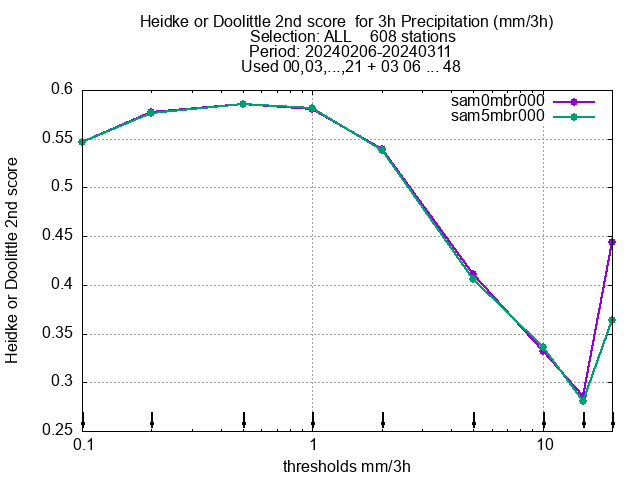 Heidke or Doolittle 2nd score  for 3h Precipitation (mm/3h)
Selection: ALL    608 stations
Period: 20240206-20240311
Used 00,03,...,21 + 03 06 ... 48
sam0mbr000
sam5mbr000
0.6
0.55
0.5
0.45
0.4
0.35
0.3
0.25
Heidke or Doolittle 2nd score
0.1 1 10
thresholds mm/3h